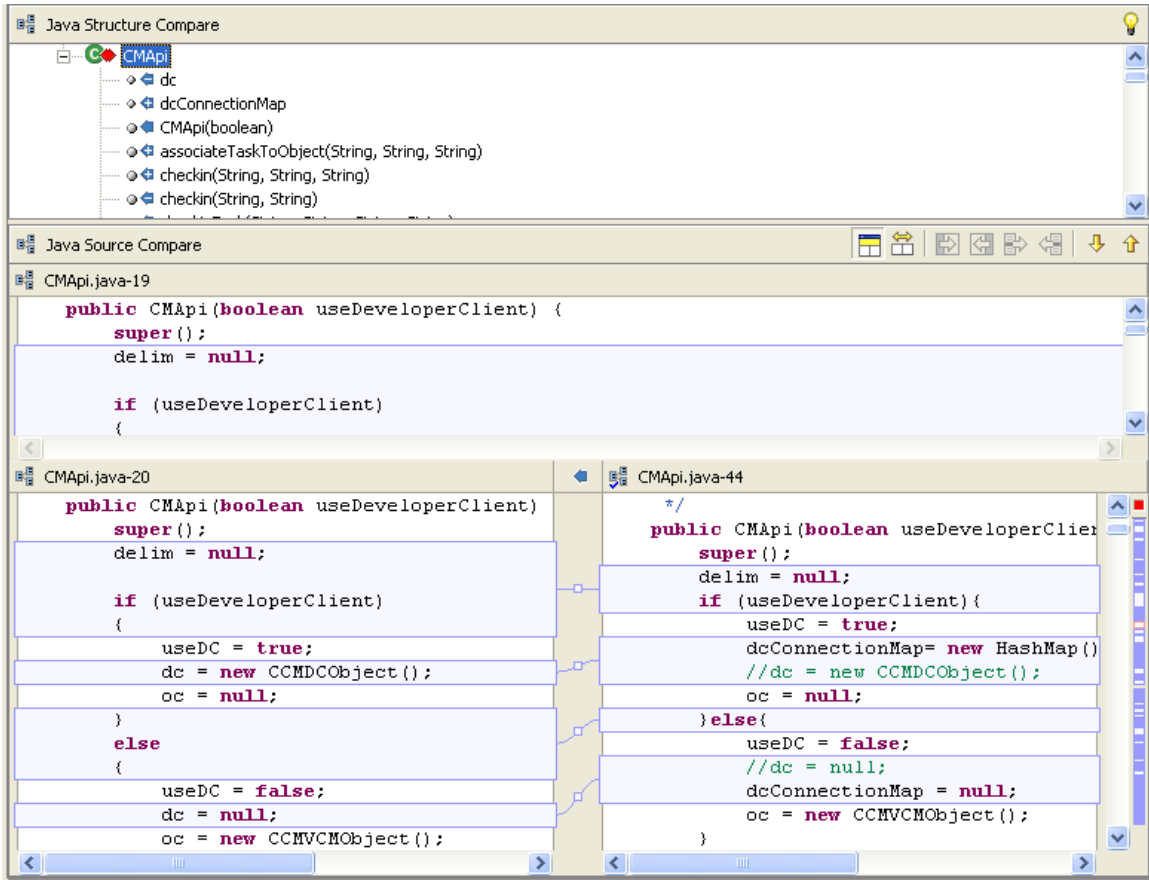 Java Structure Compare
CMApi
dc
dcConnectionMap
CMApi(boolean)
associateTaskToObject(String, String, String)
checkin(String, String, String)
checkin(String, String)
Java Source Compare
CMApi.java-19
public CMApi(boolean useDeveloperClient) {
super();
delim = null;
if (useDeveloperClient)
{
CMApi.java-20
public CMApi(boolean useDeveloperClient)
super();
delim = null;
if (useDeveloperClient)
{
useDC = true;
dc = new CCMDCObject();
oc = null;
}
else
{
useDC = false;
dc = null;
oc = new CCMVCMObject();
CMApi.java-44
*/
public CMApi(boolean useDeveloperClien
super();
delim = null;
if (useDeveloperClient){
useDC = true;
dcConnectionMap= new HashMap()
//dc = new CCMDCObject();
oc = null;
}else{
useDC = false;
//dc = null;
dcConnectionMap = null;
oc = new CCMVCMObject();
}